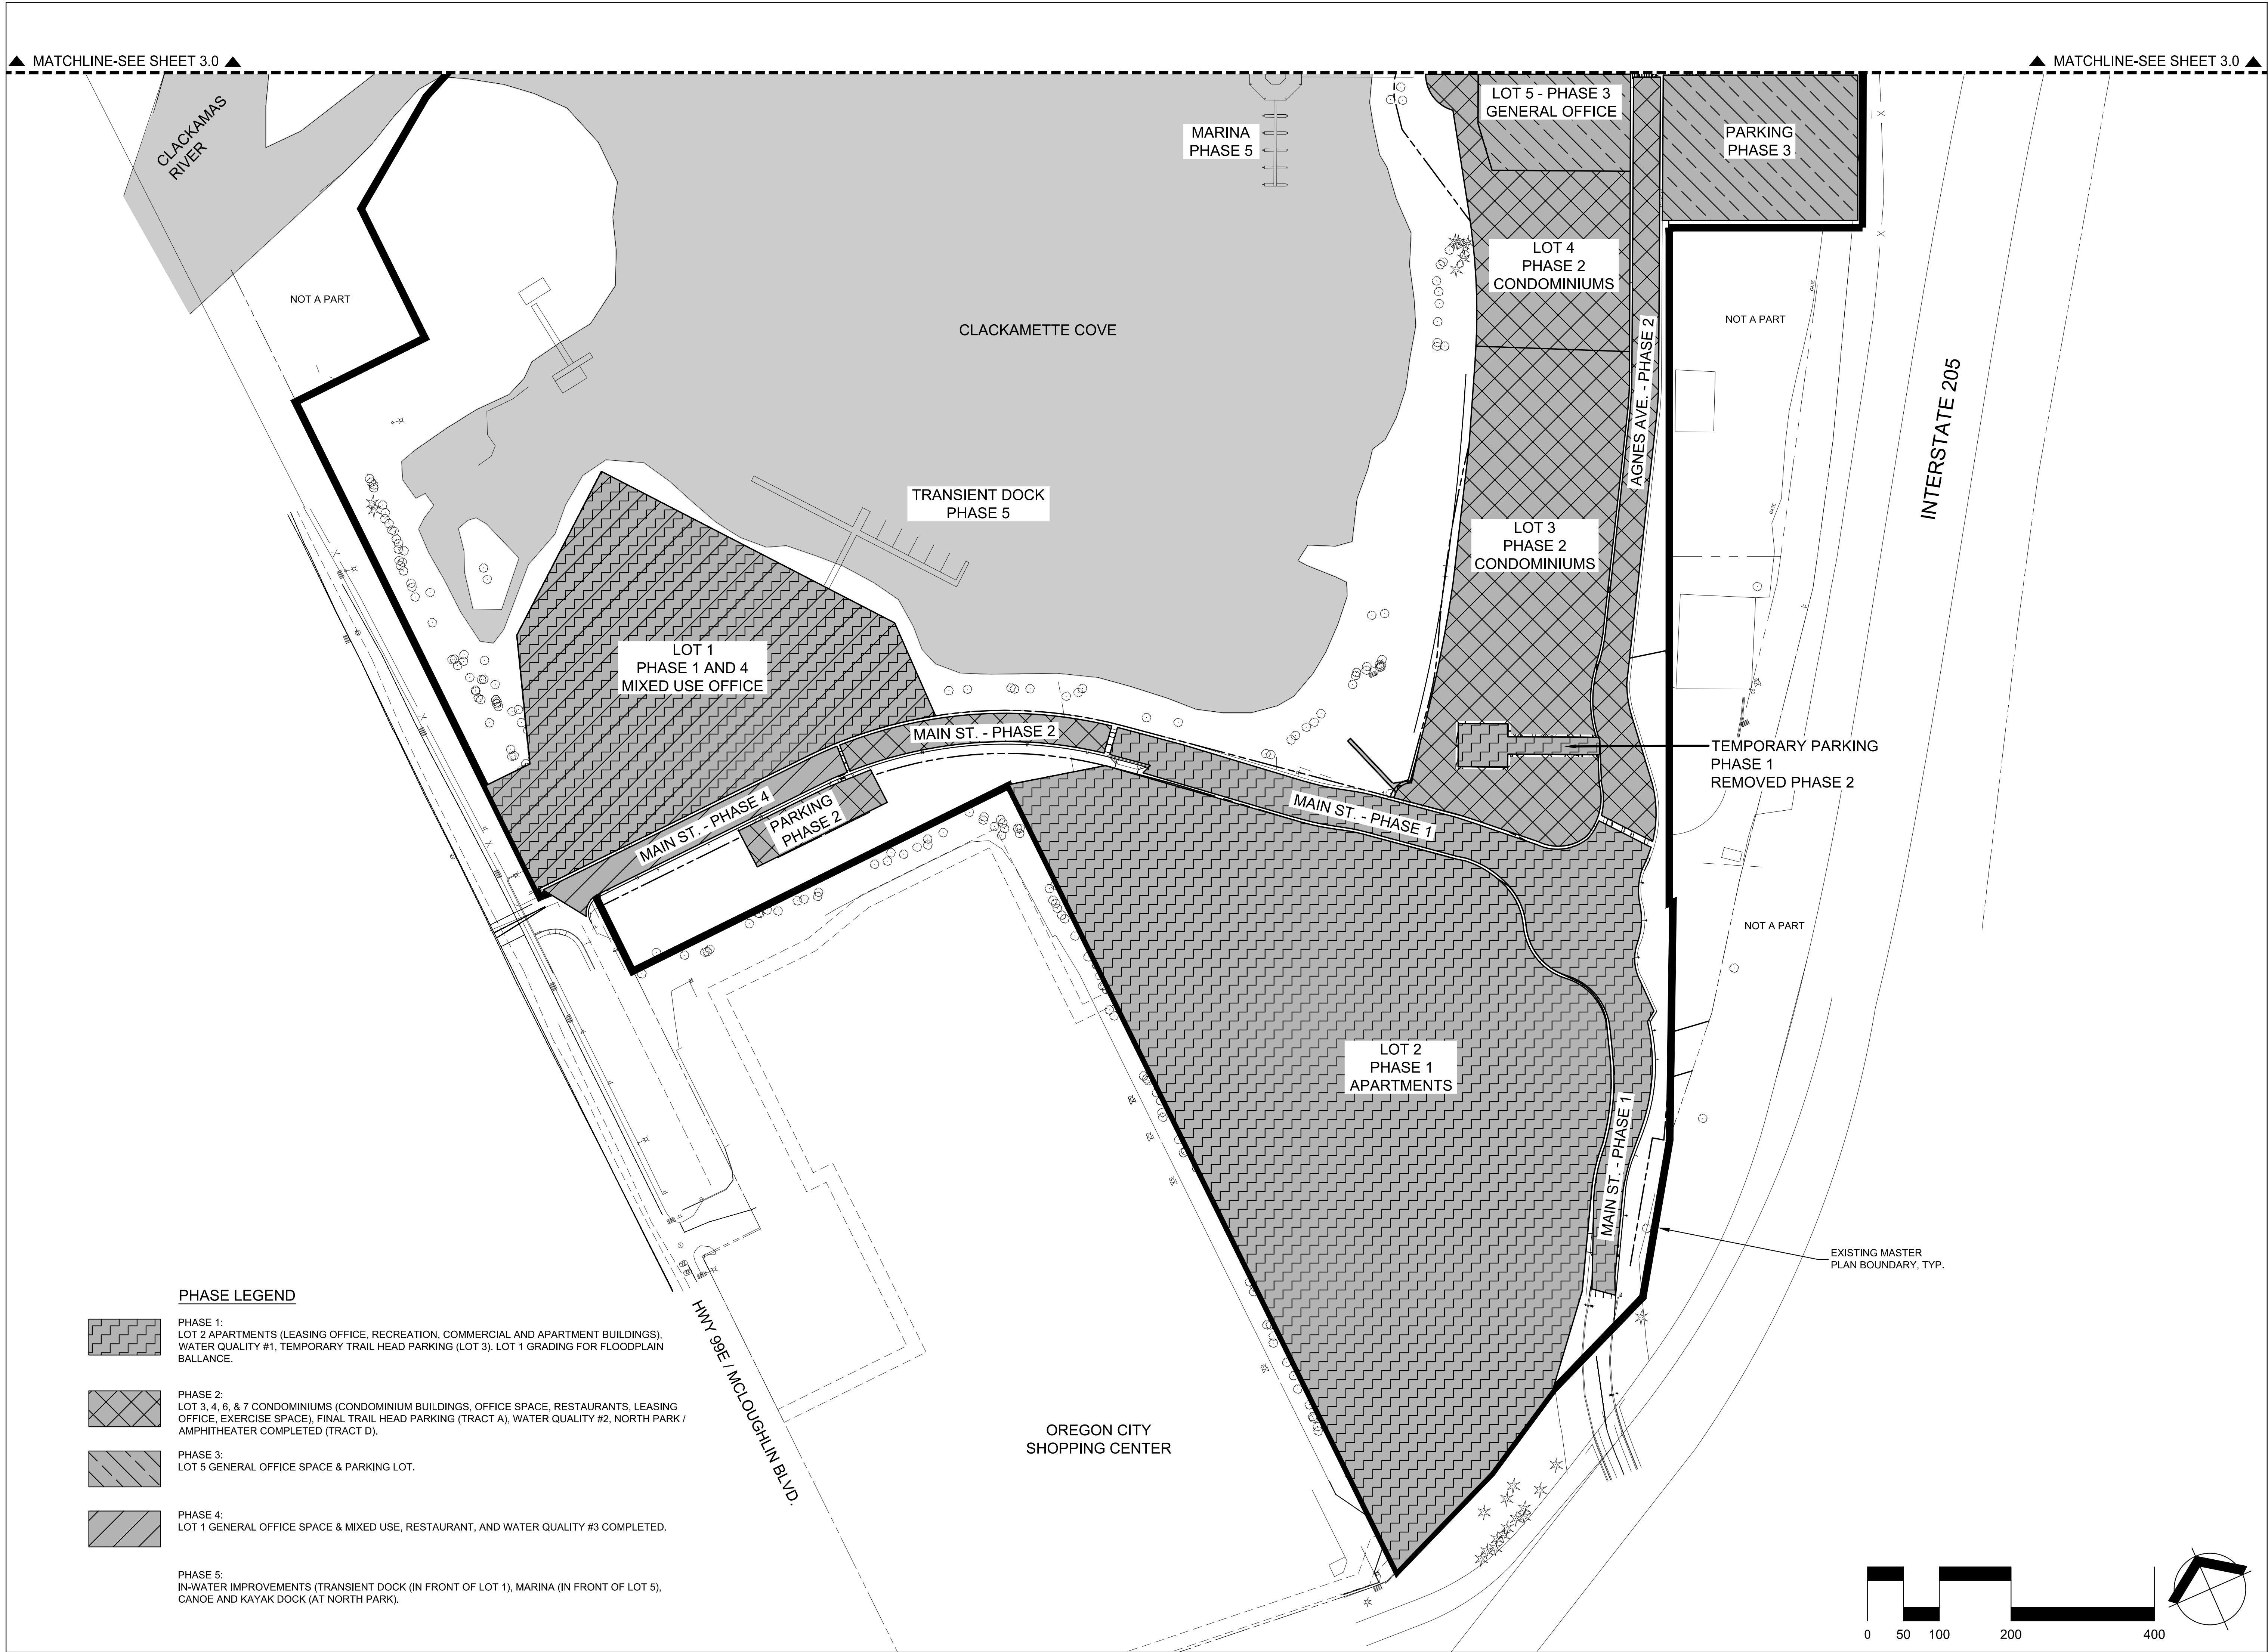 MATCHLINE-SEE SHEET 3.0
MATCHLINE-SEE SHEET 3.0
CLACKAMAS
RIVER
MARINA
PHASE 5
LOT 5 - PHASE 3
GENERAL OFFICE
PARKING
PHASE 3
NOT A PART
LOT 4
PHASE 2
CONDOMINIUMS
GATE
NOT A PART
CLACKAMETTE COVE
AGNES AVE. - PHASE 2
INTERSTATE 205
TRANSIENT DOCK
PHASE 5
GATE
LOT 3
PHASE 2
CONDOMINIUMS
LOT 1
PHASE 1 AND 4
MIXED USE OFFICE
MAIN ST. - PHASE 2
TEMPORARY PARKING
PHASE 1
REMOVED PHASE 2
MAIN ST. - PHASE 4
PARKING
PHASE 2
MAIN ST. - PHASE 1
NOT A PART
LOT 2
PHASE 1
APARTMENTS
MAIN ST. - PHASE 1
EXISTING MASTER
PLAN BOUNDARY, TYP.
HWY 99E / MCLOUGHLIN BLVD.
OREGON CITY
SHOPPING CENTER
PHASE LEGEND
PHASE 1:
LOT 2 APARTMENTS (LEASING OFFICE, RECREATION, COMMERCIAL AND APARTMENT BUILDINGS),
WATER QUALITY #1, TEMPORARY TRAIL HEAD PARKING (LOT 3). LOT 1 GRADING FOR FLOODPLAIN
BALLANCE.
PHASE 2:
LOT 3, 4, 6, & 7 CONDOMINIUMS (CONDOMINIUM BUILDINGS, OFFICE SPACE, RESTAURANTS, LEASING
OFFICE, EXERCISE SPACE), FINAL TRAIL HEAD PARKING (TRACT A), WATER QUALITY #2, NORTH PARK /
AMPHITHEATER COMPLETED (TRACT D).
PHASE 3:
LOT 5 GENERAL OFFICE SPACE & PARKING LOT.
PHASE 4:
LOT 1 GENERAL OFFICE SPACE & MIXED USE, RESTAURANT, AND WATER QUALITY #3 COMPLETED.
PHASE 5:
IN-WATER IMPROVEMENTS (TRANSIENT DOCK (IN FRONT OF LOT 1), MARINA (IN FRONT OF LOT 5),
CANOE AND KAYAK DOCK (AT NORTH PARK).
0 50 100 200 400